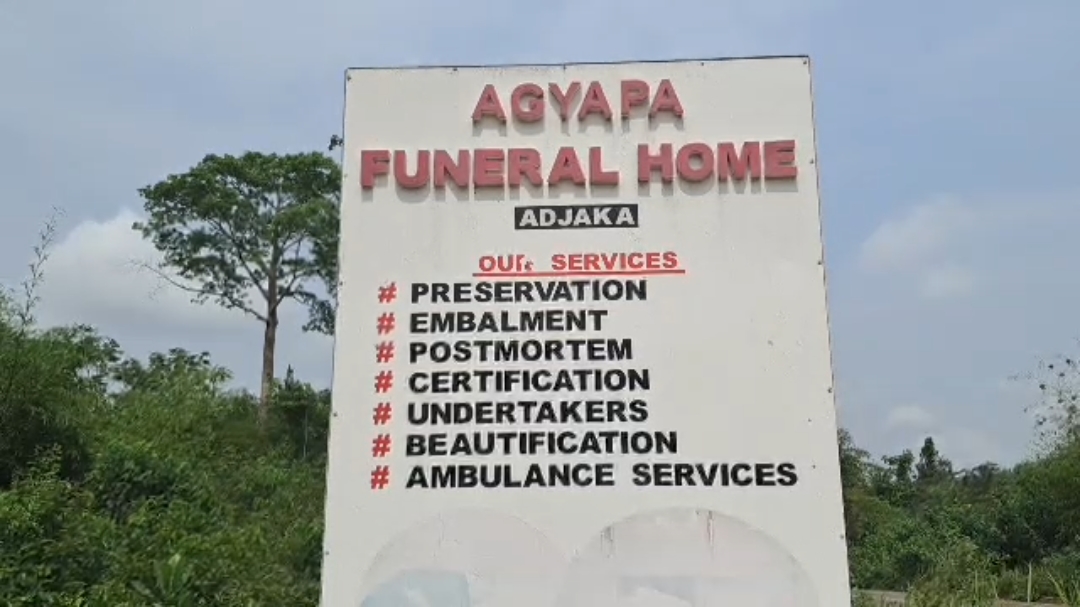 AGYAPA
FUNERAL HOME
ADJAKA
OUR SERVICES
# PRESERVATION
# EMBALMENT
# POSTMORTEM
# CERTIFICATION
# UNDERTAKERS
# BEAUTIFICATION
# AMBULANCE SERVICES